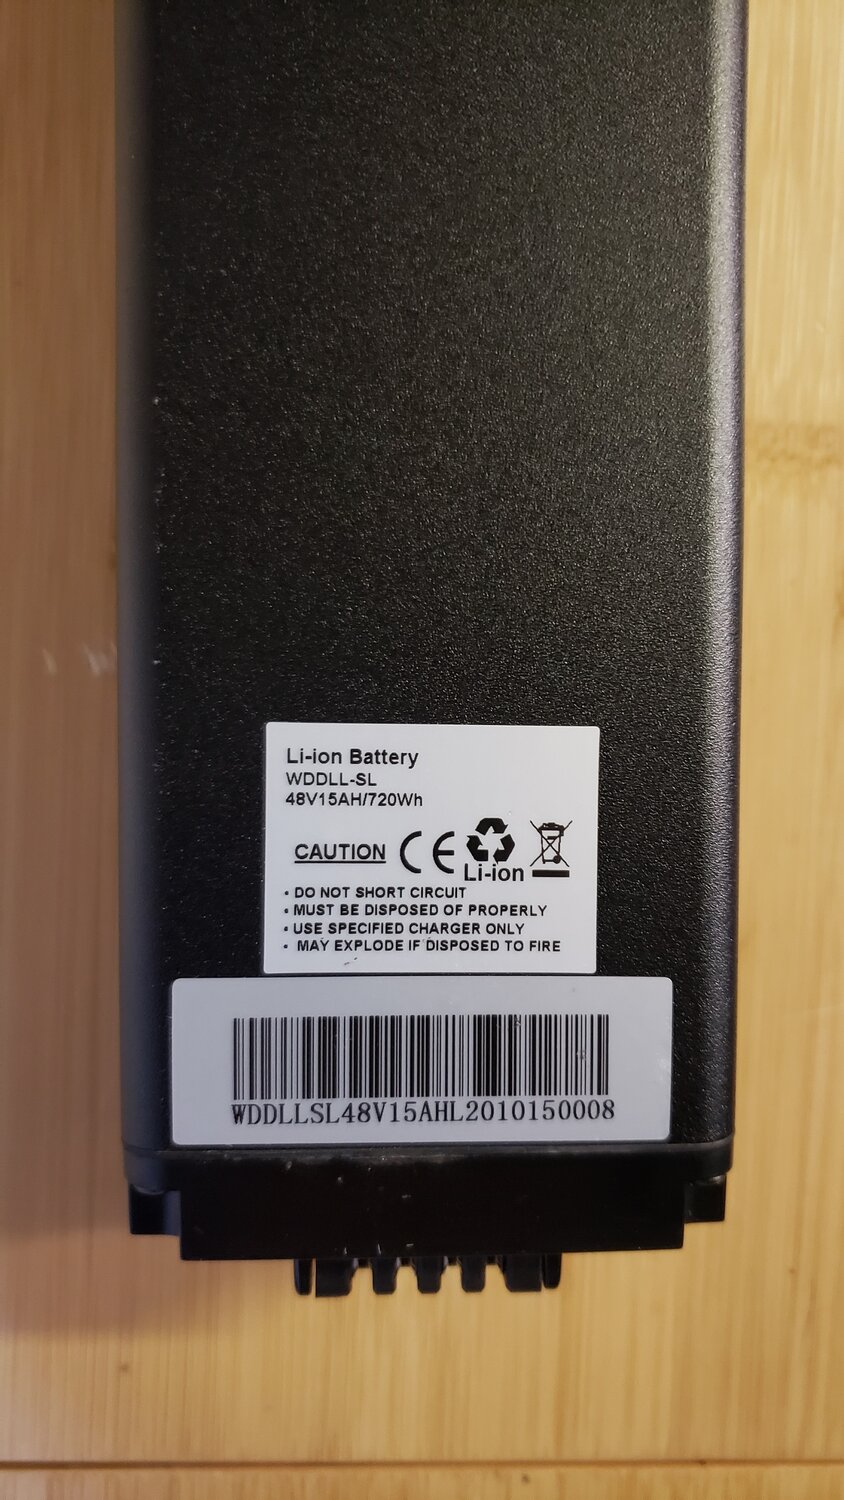 Li-ion Battery
WDDLL-SL
48V15AH/720Wh
CAUTION CE
Li-ion
• DO NOT SHORT CIRCUIT
• MUST BE DISPOSED OF PROPERLY
• USE SPECIFIED CHARGER ONLY
• MAY EXPLODE IF DISPOSED TO FIRE
WDDLLSL48V15AHL2010150008